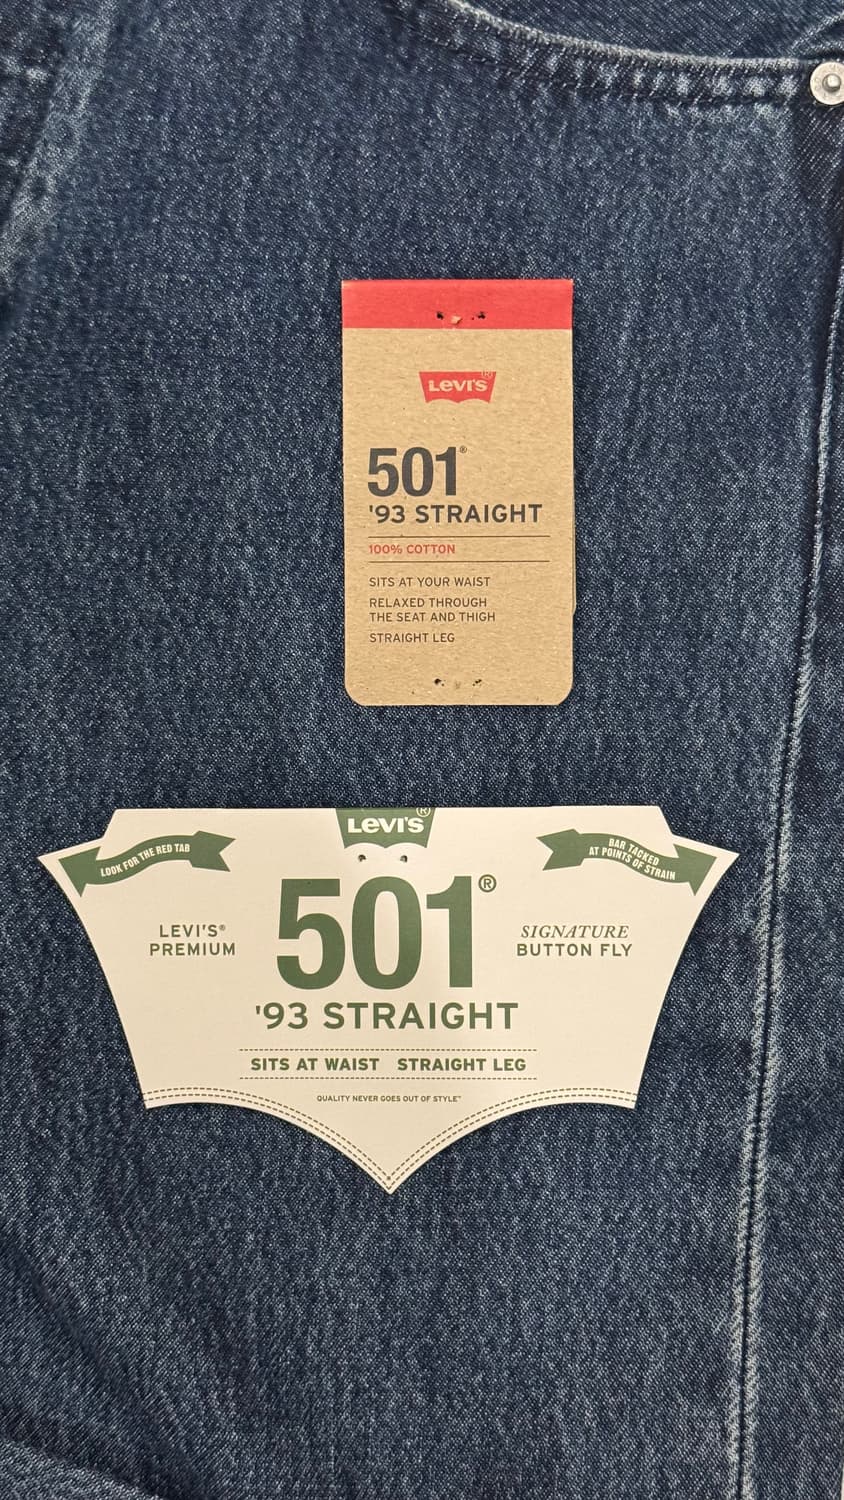 Levi's®
501®
'93 STRAIGHT
100% COTTON
SITS AT YOUR WAIST
RELAXED THROUGH
THE SEAT AND THIGH
STRAIGHT LEG
Levi's®
LOOK FOR THE RED TAB
BAR TACKED
AT POINTS OF STRAIN
501®
LEVI'S®
PREMIUM
SIGNATURE
BUTTON FLY
'93 STRAIGHT
SITS AT WAIST STRAIGHT LEG
QUALITY NEVER GOES OUT OF STYLE™